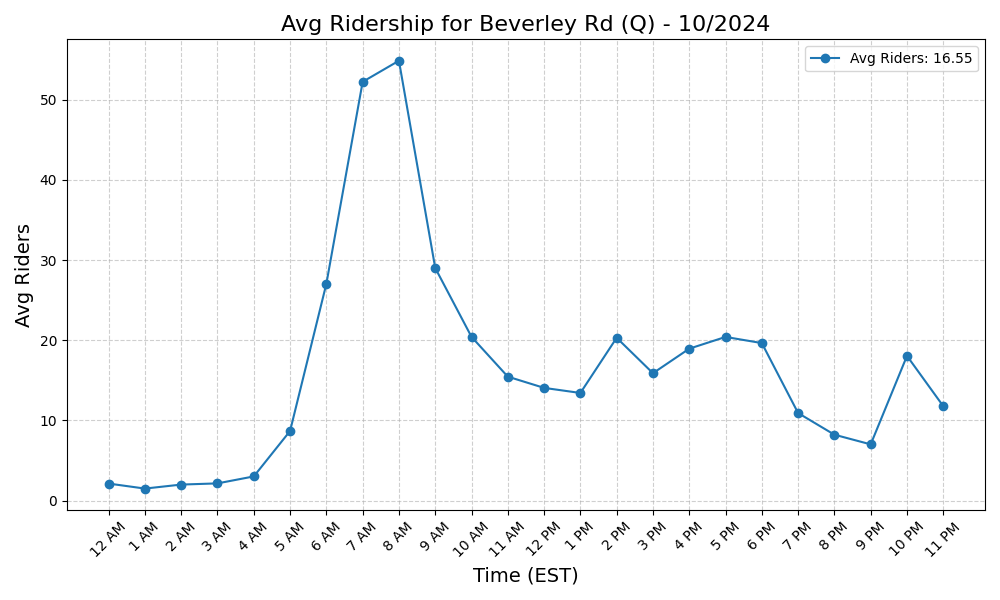 Avg Ridership for Beverley Rd (Q) - 10/2024
Avg Riders: 16.55
Avg Riders
50
40
30
20
10
0
12 AM
1 AM
2 AM
3 AM
4 AM
5 AM
6 AM
7 AM
8 AM
9 AM
10 AM
11 AM
12 PM
1 PM
2 PM
3 PM
4 PM
5 PM
6 PM
7 PM
8 PM
9 PM
10 PM
11 PM
Time (EST)